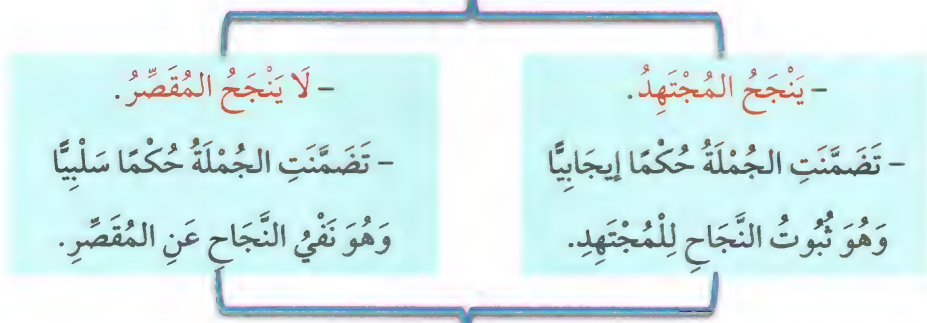 - يَنْجَحُ المُجْتَهِدُ.
- تَضَمَّنَتِ الجُمْلَةُ حُكْمًا إِيجَابِيًّا
وَهُوَ ثُبُوتُ النَّجَاحِ لِلْمُجْتَهِدِ.
- لَا يَنْجَحُ المُقَصِّرُ.
- تَضَمَّنَتِ الجُمْلَةُ حُكْمًا سَلْبِيًّا
وَهُوَ نَفْيُ النَّجَاحِ عَنِ المُقَصِّرِ.